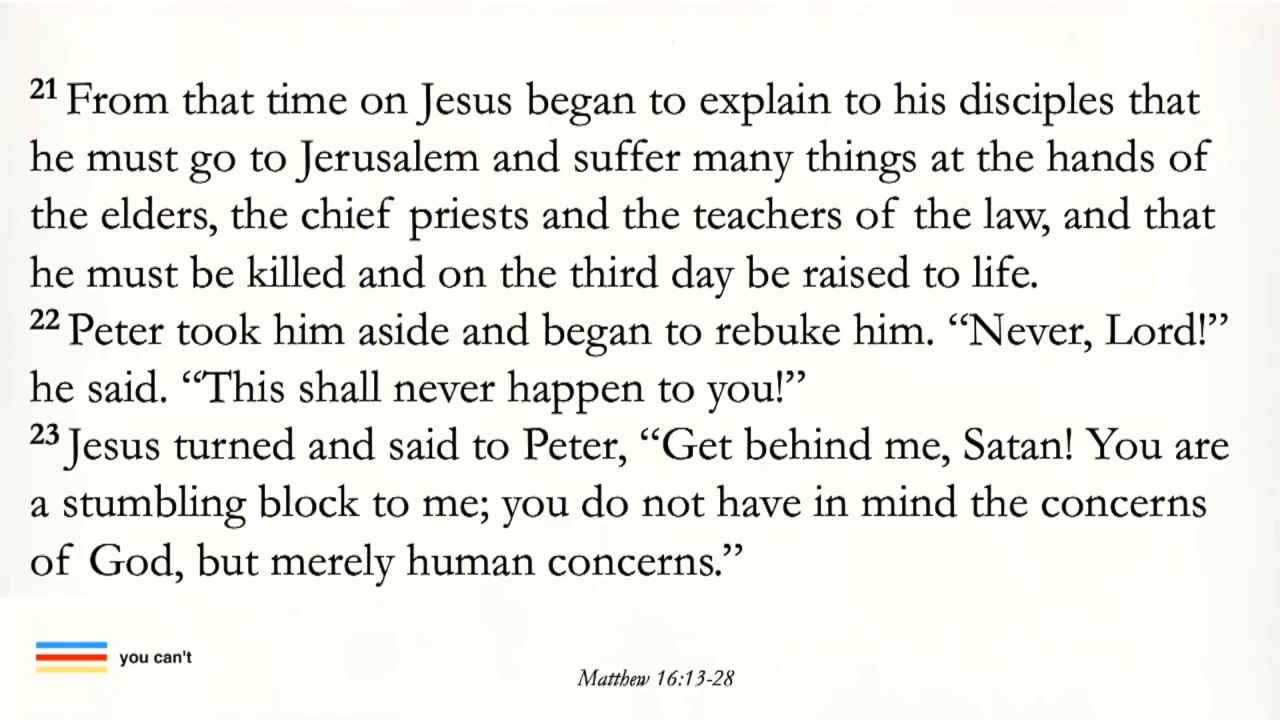 21 From that time on Jesus began to explain to his disciples that
he must go to Jerusalem and suffer many things at the hands of
the elders, the chief priests and the teachers of the law, and that
he must be killed and on the third day be raised to life.
22 Peter took him aside and began to rebuke him. “Never, Lord!”
he said. “This shall never happen to you!”
23 Jesus turned and said to Peter, “Get behind me, Satan! You are
a stumbling block to me; you do not have in mind the concerns
of God, but merely human concerns.”
you can't
Matthew 16:13-28